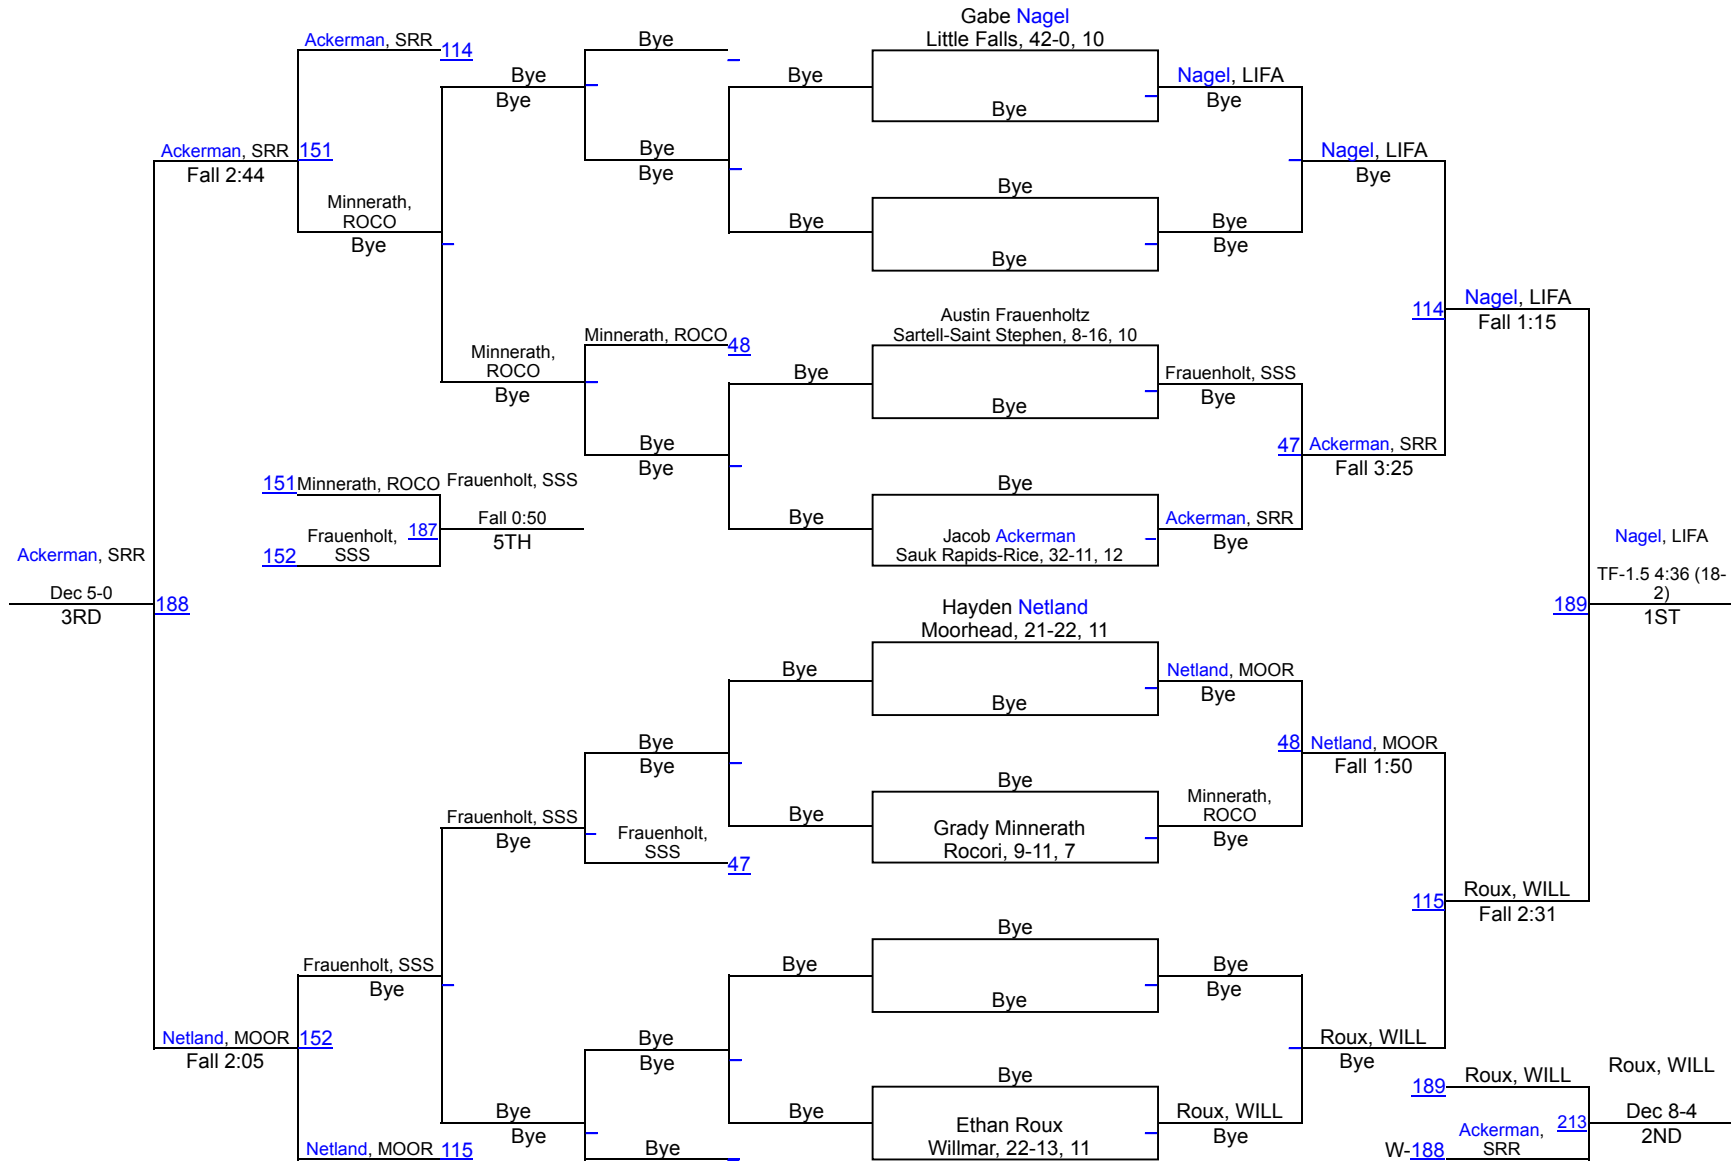 Gabe Nagel
Little Falls, 42-0, 10
Ackerman, SRR
114
Bye
Bye
Bye
Bye
Nagel, LIFA
Bye
Bye
Ackerman, SRR
151
Fall 2:44
Bye
Bye
Nagel, LIFA
Bye
Minnerath,
ROCO
Bye
Bye
Bye
Bye
Bye
Bye
114
Nagel, LIFA
Fall 1:15
Minnerath,
ROCO
Bye
Minnerath, ROCO
48
Austin Frauenholtz
Sartell-Saint Stephen, 8-16, 10
Bye
Bye
Frauenholt, SSS
Bye
Bye
Bye
47
Ackerman, SRR
Fall 3:25
151
Minnerath, ROCO
Frauenholt, SSS
Frauenholt,
SSS
187
152
Fall 0:50
5TH
Bye
Bye
Jacob Ackerman
Sauk Rapids-Rice, 32-11, 12
Ackerman, SRR
Bye
Ackerman, SRR
Dec 5-0
3RD
188
Nagel, LIFA
TF-1.5 4:36 (18-
2)
189
1ST
Hayden Netland
Moorhead, 21-22, 11
Bye
Bye
Netland, MOOR
Bye
Bye
Bye
48
Netland, MOOR
Fall 1:50
Frauenholt, SSS
Bye
Frauenholt,
SSS
47
Bye
Bye
Grady Minnerath
Rocori, 9-11, 7
Minnerath,
ROCO
Bye
115
Roux, WILL
Fall 2:31
Frauenholt, SSS
Bye
Bye
Bye
Bye
Bye
Bye
Netland, MOOR
152
Fall 2:05
Bye
Bye
Roux, WILL
Bye
Bye
Bye
Netland, MOOR
115
Bye
Bye
Bye
Ethan Roux
Willmar, 22-13, 11
Roux, WILL
Bye
189
Roux, WILL
Roux, WILL
W-188
Ackerman,
SRR
213
Dec 8-4
2ND